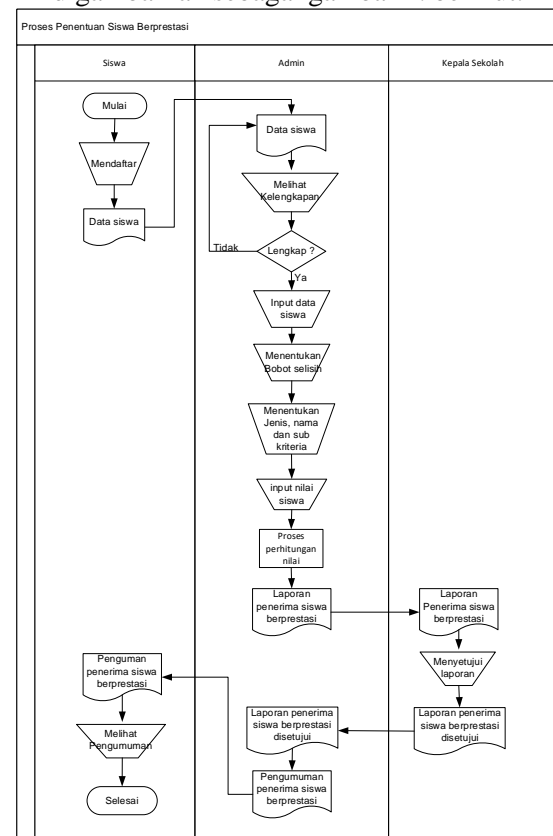 Proses Penentuan Siswa Berprestasi
Siswa
Admin
Kepala Sekolah
Mulai
Mendaftar
Data siswa
Data siswa
Melihat
Kelengkapan
Lengkap ?
Tidak
Ya
Input data
siswa
Menentukan
Bobot selisih
Menentukan
Jenis, nama
dan sub
kriteria
input nilai
siswa
Proses
perhitungan
nilai
Laporan
penerima siswa
berprestasi
Laporan
Penerima siswa
berprestasi
Menyetujui
laporan
Laporan penerima
siswa berprestasi
disetujui
Laporan penerima
siswa berprestasi
disetujui
Pengumuman
penerima siswa
berprestasi
Penguman
penerima siswa
berprestasi
Melihat
Pengumuman
Selesai